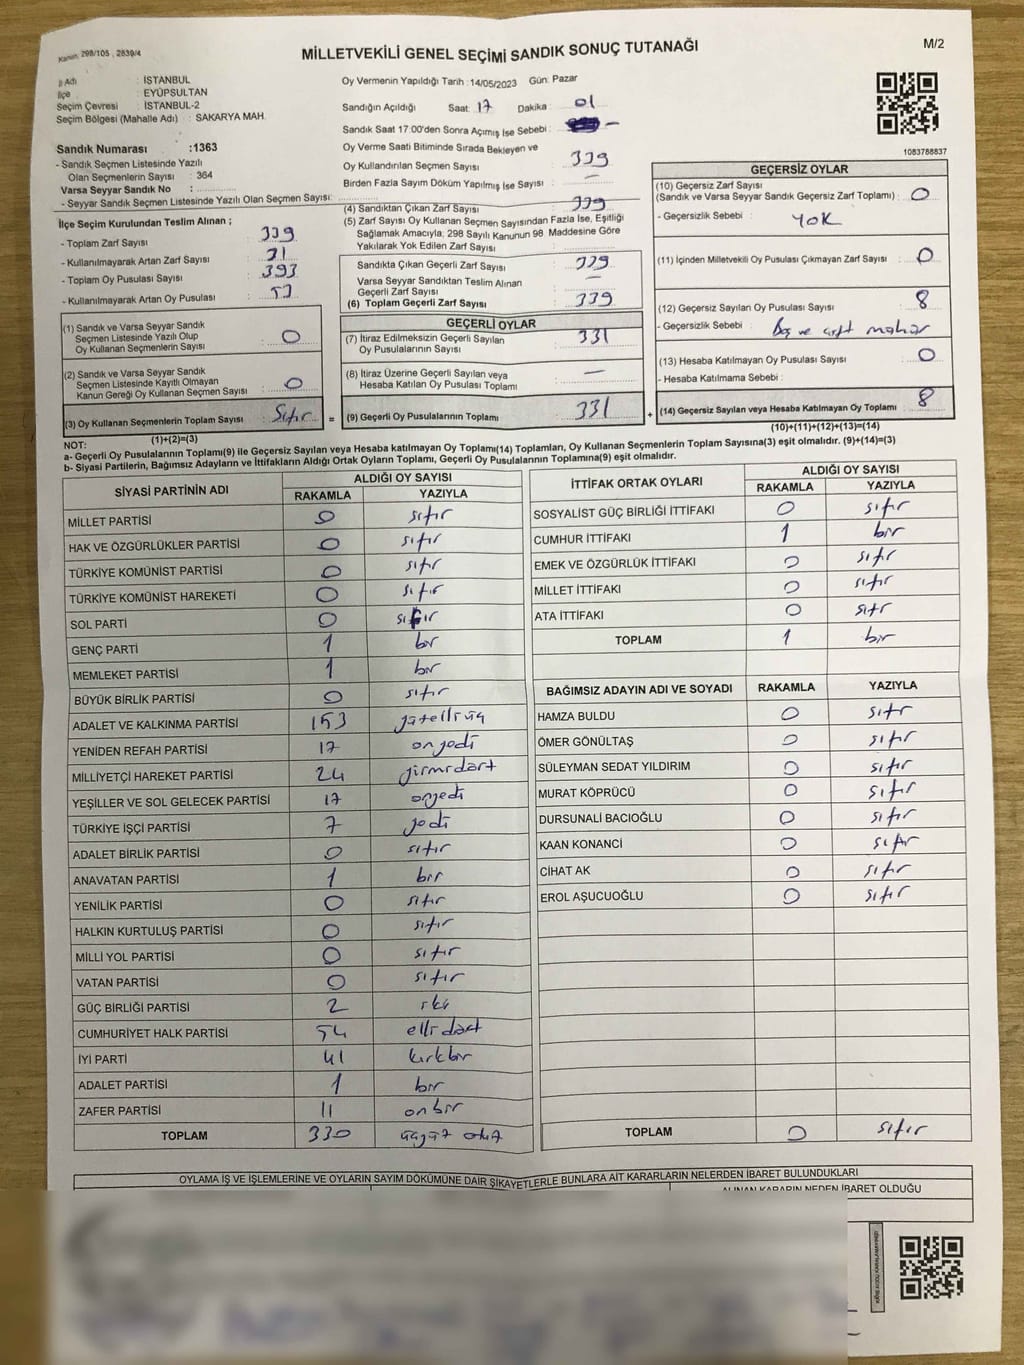 Kanun: 298/105 , 2839/4
MİLLETVEKİLİ GENEL SEÇİMİ SANDIK SONUÇ TUTANAĞI
M/2
İl Adı : İSTANBUL
İlçe : EYÜPSULTAN
Seçim Çevresi : İSTANBUL-2
Seçim Bölgesi (Mahalle Adı) : SAKARYA MAH.
Sandık Numarası :1363
- Sandık Seçmen Listesinde Yazılı
Olan Seçmenlerin Sayısı : 364
Varsa Seyyar Sandık No :
- Seyyar Sandık Seçmen Listesinde Yazılı Olan Seçmen Sayısı:
Oy Vermenin Yapıldığı Tarih : 14/05/2023 Gün: Pazar
Sandığın Açıldığı Saat: 17 Dakika : 01
Sandık Saat 17:00'den Sonra Açımış İse Sebebi : –
Oy Verme Saati Bitiminde Sırada Bekleyen ve
Oy Kullandırılan Seçmen Sayısı : 339
Birden Fazla Sayım Döküm Yapılmış İse Sayısı : –
1083788837
İlçe Seçim Kurulundan Teslim Alınan ;
- Toplam Zarf Sayısı : 339
- Kullanılmayarak Artan Zarf Sayısı : 31
- Toplam Oy Pusulası Sayısı : 393
- Kullanılmayarak Artan Oy Pusulası : 53
(1) Sandık ve Varsa Seyyar Sandık
Seçmen Listesinde Yazılı Olup
Oy Kullanan Seçmenlerin Sayısı : 0
(2) Sandık ve Varsa Seyyar Sandık
Seçmen Listesinde Kayıtlı Olmayan
Kanun Gereği Oy Kullanan Seçmen Sayısı : 0
(3) Oy Kullanan Seçmenlerin Toplam Sayısı : Sıfır =
(1)+(2)=(3)
(4) Sandıktan Çıkan Zarf Sayısı : 339
(5) Zarf Sayısı Oy Kullanan Seçmen Sayısından Fazla İse, Eşitliği
Sağlamak Amacıyla; 298 Sayılı Kanunun 98 Maddesine Göre
Yakılarak Yok Edilen Zarf Sayısı :
Sandıkta Çıkan Geçerli Zarf Sayısı : 339
Varsa Seyyar Sandıktan Teslim Alınan
Geçerli Zarf Sayısı : –
(6) Toplam Geçerli Zarf Sayısı : 339
GEÇERLİ OYLAR
(7) İtiraz Edilmeksizin Geçerli Sayılan
Oy Pusulalarının Sayısı : 331
(8) İtiraz Üzerine Geçerli Sayılan veya
Hesaba Katılan Oy Pusulası Toplamı : –
(9) Geçerli Oy Pusulalarının Toplamı : 331 +
GEÇERSİZ OYLAR
(10) Geçersiz Zarf Sayısı
(Sandık ve Varsa Seyyar Sandık Geçersiz Zarf Toplamı) : 0
- Geçersizlik Sebebi : YOK
(11) İçinden Milletvekili Oy Pusulası Çıkmayan Zarf Sayısı : 0
(12) Geçersiz Sayılan Oy Pusulası Sayısı : 8
- Geçersizlik Sebebi : Boş ve çift mühür
(13) Hesaba Katılmayan Oy Pusulası Sayısı : 0
- Hesaba Katılmama Sebebi :
(14) Geçersiz Sayılan veya Hesaba Katılmayan Oy Toplamı : 8
(10)+(11)+(12)+(13)=(14)
NOT:
a- Geçerli Oy Pusulalarının Toplamı(9) ile Geçersiz Sayılan veya Hesaba katılmayan Oy Toplamı(14) Toplamları, Oy Kullanan Seçmenlerin Toplam Sayısına(3) eşit olmalıdır. (9)+(14)=(3)
b- Siyasi Partilerin, Bağımsız Adayların ve İttifakların Aldığı Ortak Oyların Toplamı, Geçerli Oy Pusulalarının Toplamına(9) eşit olmalıdır.
SİYASİ PARTİNİN ADI ALDIĞI OY SAYISI
RAKAMLA YAZIYLA
MİLLET PARTİSİ 0 sıfır
HAK VE ÖZGÜRLÜKLER PARTİSİ 0 sıfır
TÜRKİYE KOMÜNİST PARTİSİ 0 sıfır
TÜRKİYE KOMÜNİST HAREKETİ 0 sıfır
SOL PARTİ 0 sıfır
GENÇ PARTİ 1 bir
MEMLEKET PARTİSİ 1 bir
BÜYÜK BİRLİK PARTİSİ 0 sıfır
ADALET VE KALKINMA PARTİSİ 153 yüzelliüç
YENİDEN REFAH PARTİSİ 17 onyedi
MİLLİYETÇİ HAREKET PARTİSİ 24 yirmidört
YEŞİLLER VE SOL GELECEK PARTİSİ 17 onyedi
TÜRKİYE İŞÇİ PARTİSİ 7 yedi
ADALET BİRLİK PARTİSİ 0 sıfır
ANAVATAN PARTİSİ 1 bir
YENİLİK PARTİSİ 0 sıfır
HALKIN KURTULUŞ PARTİSİ 0 sıfır
MİLLİ YOL PARTİSİ 0 sıfır
VATAN PARTİSİ 0 sıfır
GÜÇ BİRLİĞİ PARTİSİ 2 iki
CUMHURİYET HALK PARTİSİ 54 elli dört
İYİ PARTİ 41 kırkbir
ADALET PARTİSİ 1 bir
ZAFER PARTİSİ 11 onbir
TOPLAM 330 üçyüz otuz
İTTİFAK ORTAK OYLARI ALDIĞI OY SAYISI
RAKAMLA YAZIYLA
SOSYALİST GÜÇ BİRLİĞİ İTTİFAKI 0 sıfır
CUMHUR İTTİFAKI 1 bir
EMEK VE ÖZGÜRLÜK İTTİFAKI 0 sıfır
MİLLET İTTİFAKI 0 sıfır
ATA İTTİFAKI 0 sıfır
TOPLAM 1 bir
BAĞIMSIZ ADAYIN ADI VE SOYADI RAKAMLA YAZIYLA
HAMZA BULDU 0 sıfır
ÖMER GÖNÜLTAŞ 0 sıfır
SÜLEYMAN SEDAT YILDIRIM 0 sıfır
MURAT KÖPRÜCÜ 0 sıfır
DURSUNALİ BACIOĞLU 0 sıfır
KAAN KONANCİ 0 sıfır
CİHAT AK 0 sıfır
EROL AŞUCUOĞLU 0 sıfır
TOPLAM 0 sıfır
OYLAMA İŞ VE İŞLEMLERİNE VE OYLARIN SAYIM DÖKÜMÜNE DAİR ŞİKAYETLERLE BUNLARA AİT KARARLARIN NELERDEN İBARET BULUNDUKLARI
ALINAN KARARIN NEDEN İBARET OLDUĞU